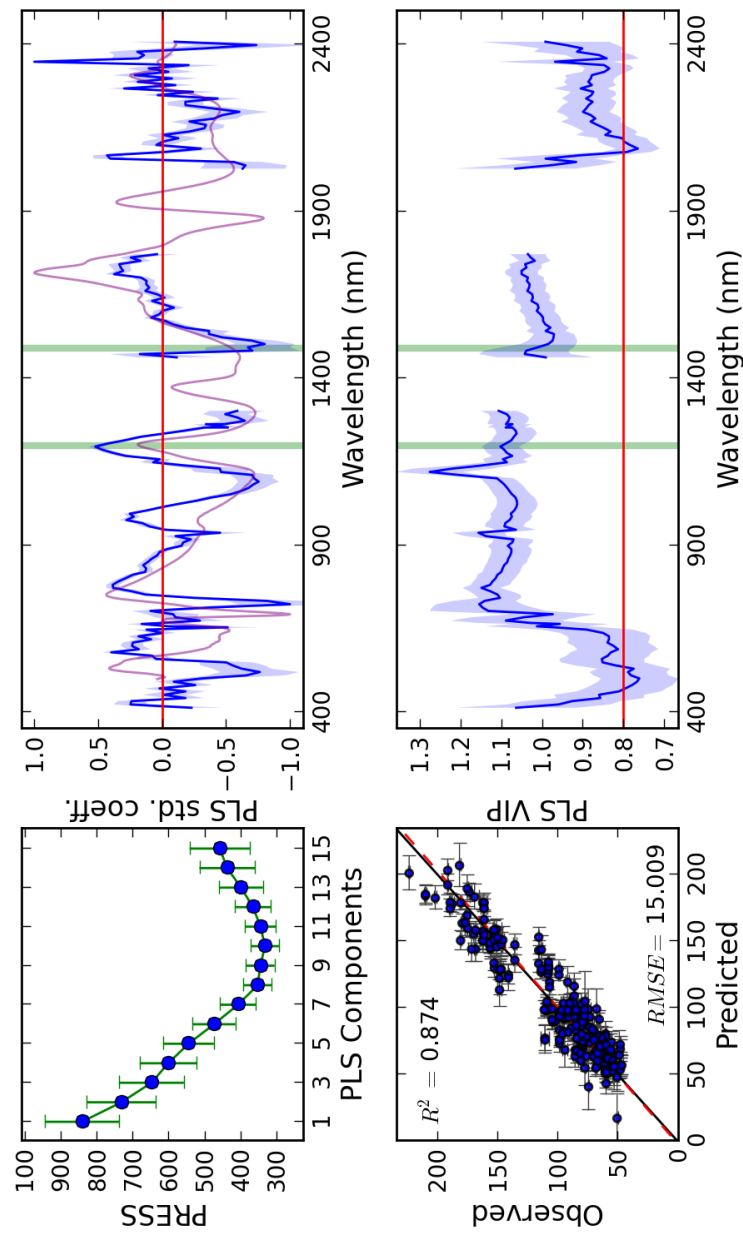 1000
900
800
700
600
500
400
300
PRESS
1 3 5 7 9 11 13 15
PLS Components
1.0
0.5
0.0
−0.5
−1.0
PLS std. coeff.
400 900 1400 1900 2400
Wavelength (nm)
200
150
100
50
0
Observed
R² = 0.874
RMSE = 15.009
0 50 100 150 200
Predicted
1.3
1.2
1.1
1.0
0.9
0.8
0.7
PLS VIP
400 900 1400 1900 2400
Wavelength (nm)